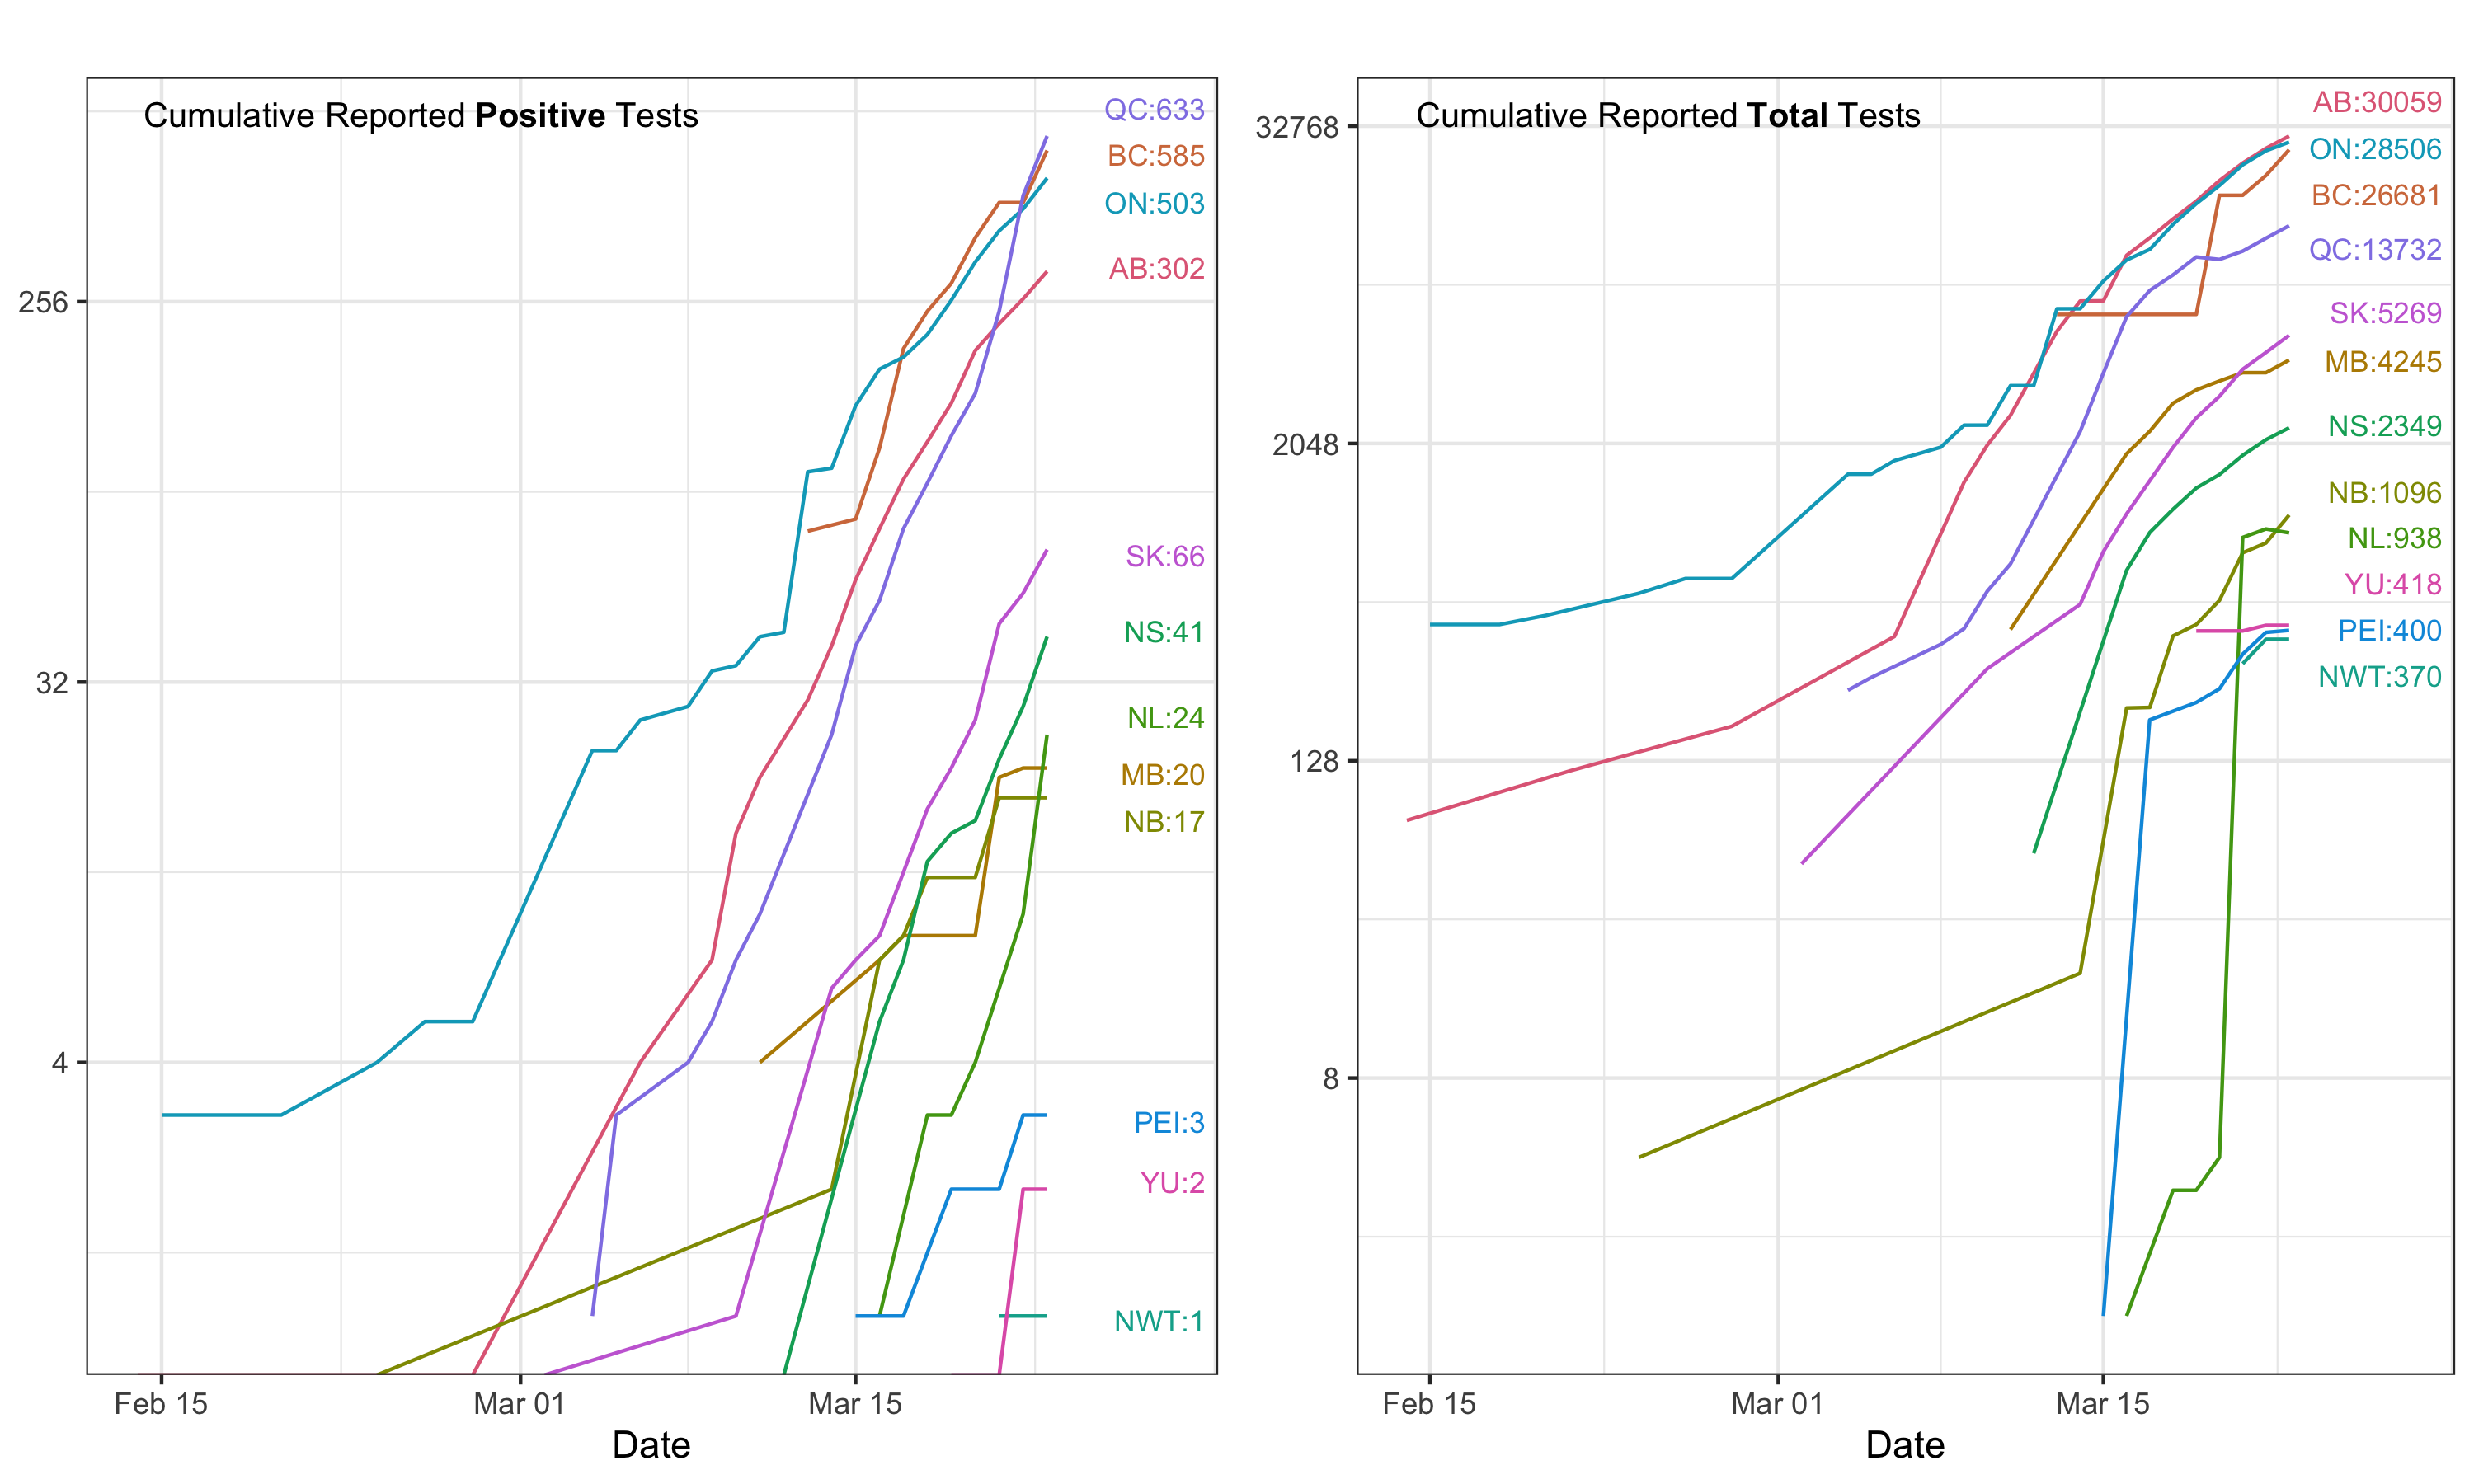 Cumulative Reported Positive Tests
QC:633
BC:585
ON:503
AB:302
SK:66
NS:41
NL:24
MB:20
NB:17
PEI:3
YU:2
NWT:1
256
32
4
Feb 15
Mar 01
Mar 15
Date
Cumulative Reported Total Tests
AB:30059
ON:28506
BC:26681
QC:13732
SK:5269
MB:4245
NS:2349
NB:1096
NL:938
YU:418
PEI:400
NWT:370
32768
2048
128
8
Feb 15
Mar 01
Mar 15
Date